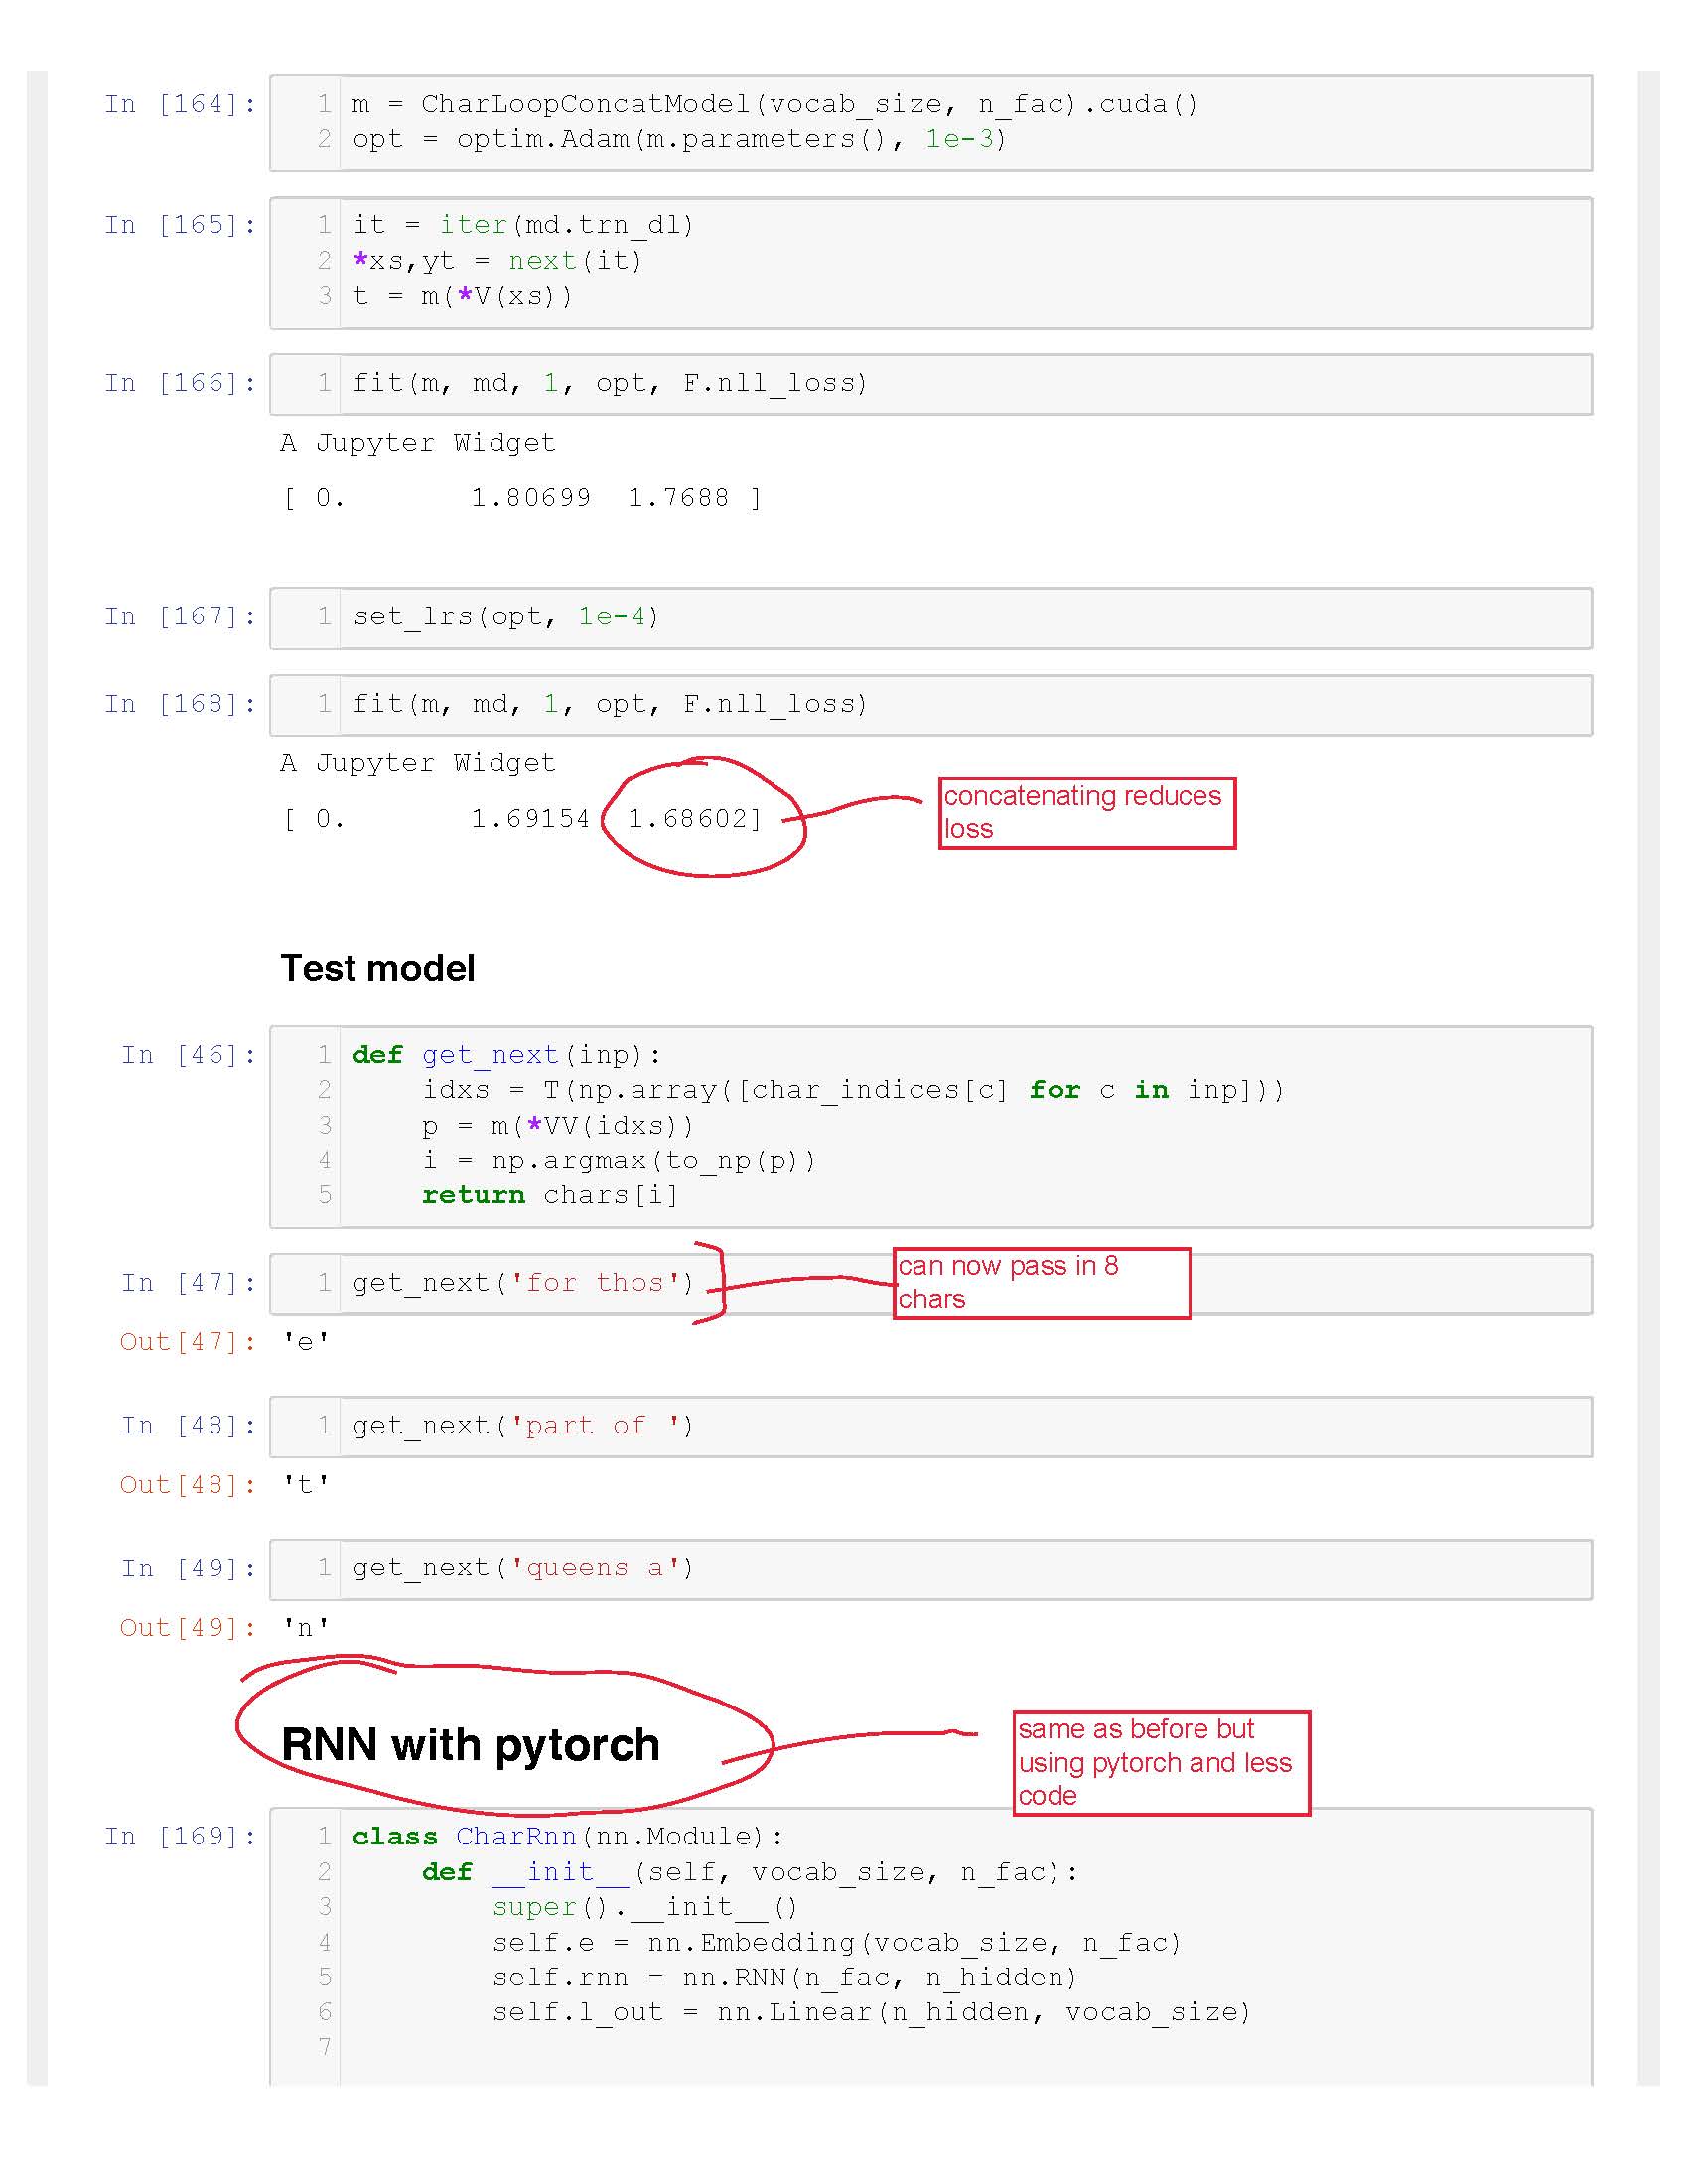 In [164]:
1 m = CharLoopConcatModel(vocab_size, n_fac).cuda()
2 opt = optim.Adam(m.parameters(), 1e-3)
In [165]:
1 it = iter(md.trn_dl)
2 *xs,yt = next(it)
3 t = m(*V(xs))
In [166]:
1 fit(m, md, 1, opt, F.nll_loss)
A Jupyter Widget
[ 0.       1.80699  1.7688 ]
In [167]:
1 set_lrs(opt, 1e-4)
In [168]:
1 fit(m, md, 1, opt, F.nll_loss)
A Jupyter Widget
[ 0.       1.69154  1.68602]
concatenating reduces
loss
Test model
In [46]:
1 def get_next(inp):
2     idxs = T(np.array([char_indices[c] for c in inp]))
3     p = m(*VV(idxs))
4     i = np.argmax(to_np(p))
5     return chars[i]
In [47]:
1 get_next('for thos')
can now pass in 8
chars
Out[47]: 'e'
In [48]:
1 get_next('part of ')
Out[48]: 't'
In [49]:
1 get_next('queens a')
Out[49]: 'n'
RNN with pytorch
same as before but
using pytorch and less
code
In [169]:
1 class CharRnn(nn.Module):
2     def __init__(self, vocab_size, n_fac):
3         super().__init__()
4         self.e = nn.Embedding(vocab_size, n_fac)
5         self.rnn = nn.RNN(n_fac, n_hidden)
6         self.l_out = nn.Linear(n_hidden, vocab_size)
7